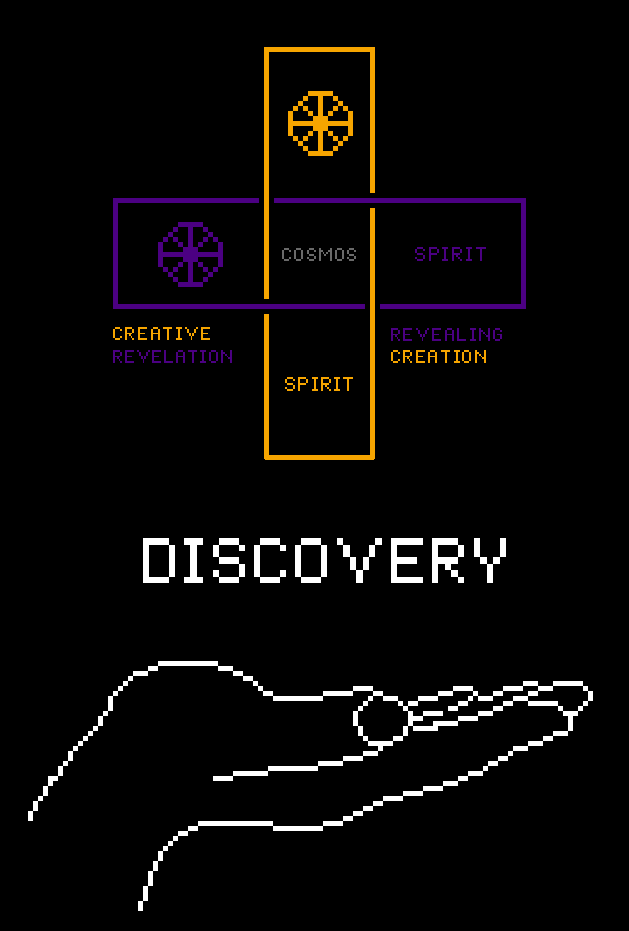 COSMOS
SPIRIT
CREATIVE
REVELATION
REVEALING
CREATION
SPIRIT
DISCOVERY